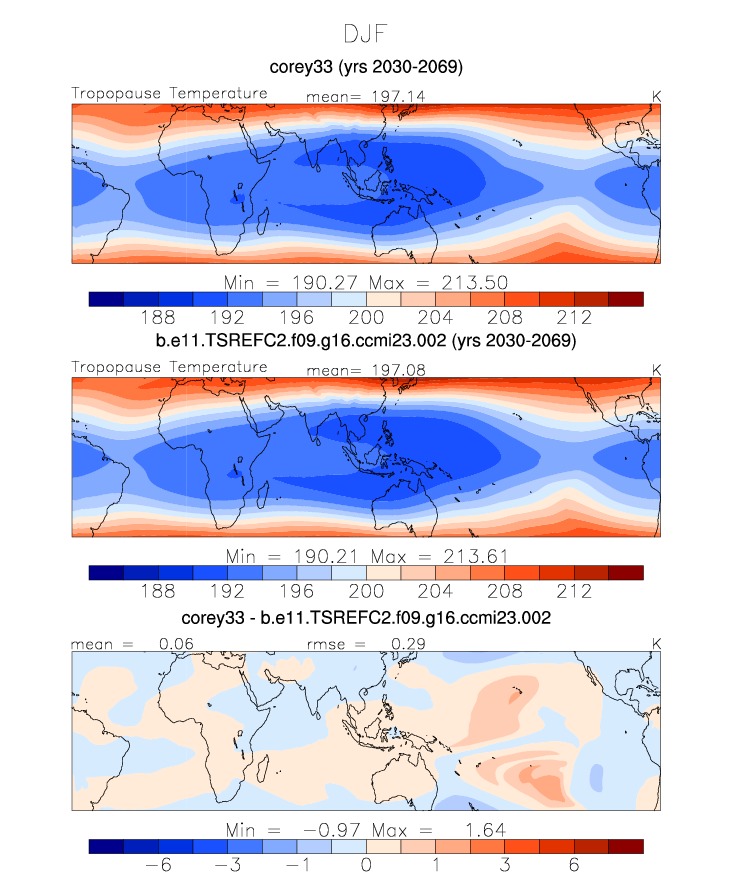 DJF
corey33 (yrs 2030-2069)
Tropopause Temperature mean= 197.14 K
Min = 190.27 Max = 213.50
188 192 196 200 204 208 212
b.e11.TSREFC2.f09.g16.ccmi23.002 (yrs 2030-2069)
Tropopause Temperature mean= 197.08 K
Min = 190.21 Max = 213.61
188 192 196 200 204 208 212
corey33 - b.e11.TSREFC2.f09.g16.ccmi23.002
mean = 0.06 rmse = 0.29 K
Min = -0.97 Max = 1.64
-6 -3 -1 0 1 3 6